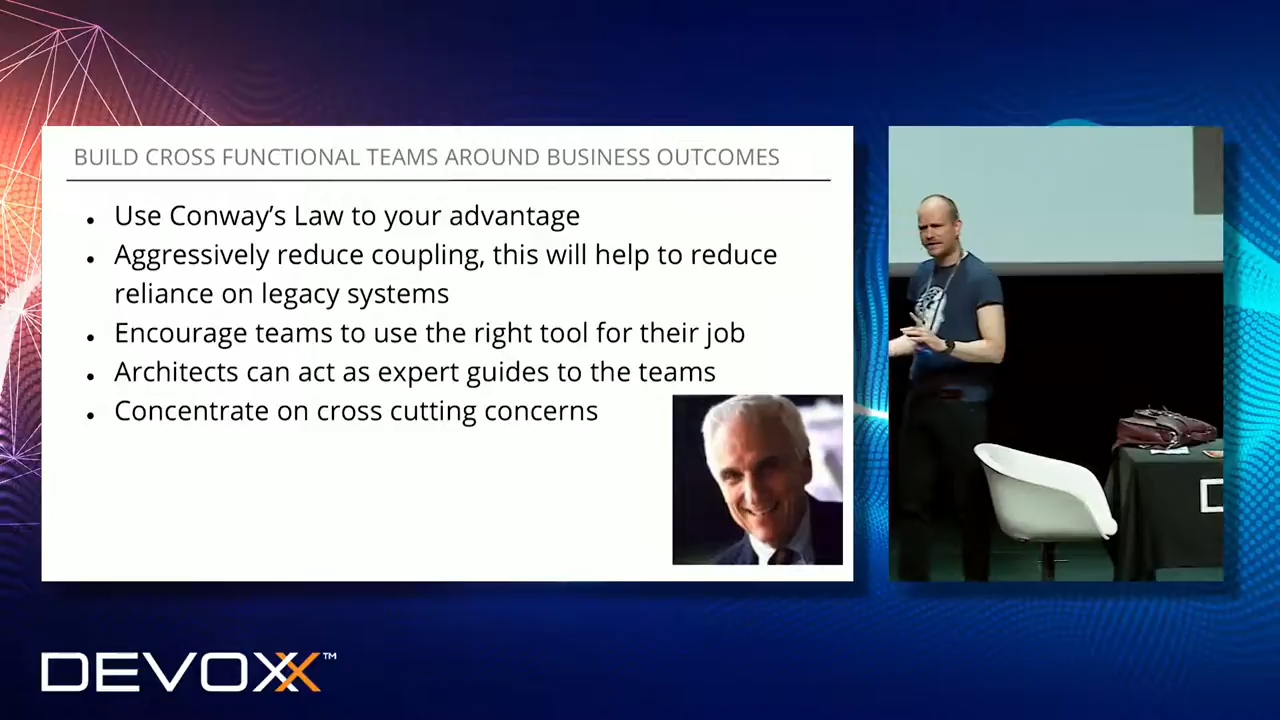 BUILD CROSS FUNCTIONAL TEAMS AROUND BUSINESS OUTCOMES
• Use Conway’s Law to your advantage
• Aggressively reduce coupling, this will help to reduce
reliance on legacy systems
• Encourage teams to use the right tool for their job
• Architects can act as expert guides to the teams
• Concentrate on cross cutting concerns
DEVOXX™